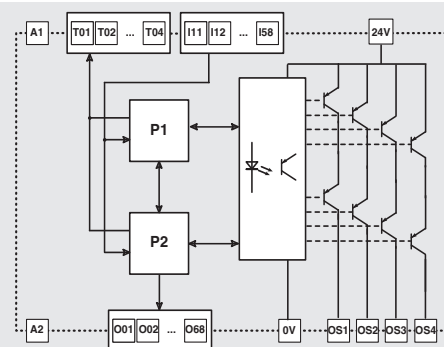 A1 T01 T02 ... T04 I11 I12 ... I58 24V
P1
P2
A2 O01 O02 ... O68 0V OS1 OS2 OS3 OS4